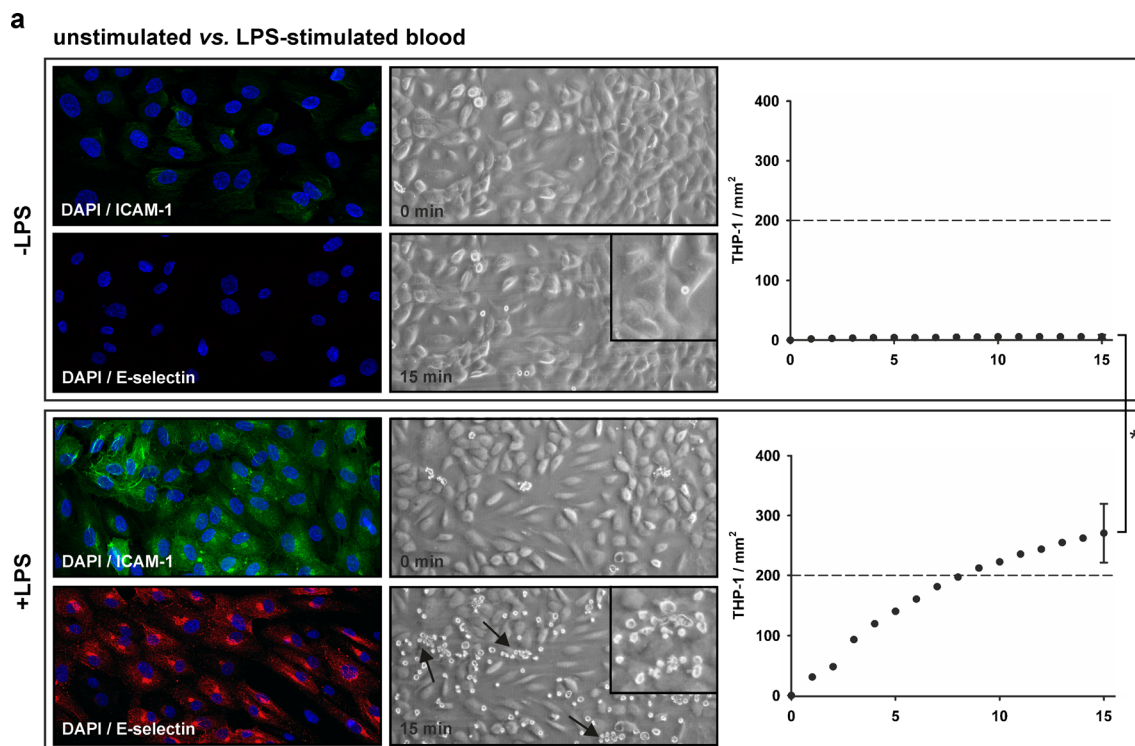 a
unstimulated vs. LPS-stimulated blood
-LPS
DAPI / ICAM-1
0 min
DAPI / E-selectin
15 min
THP-1 / mm²
400
300
200
100
0
0 5 10 15
*
+LPS
DAPI / ICAM-1
0 min
DAPI / E-selectin
15 min
THP-1 / mm²
400
300
200
100
0
0 5 10 15